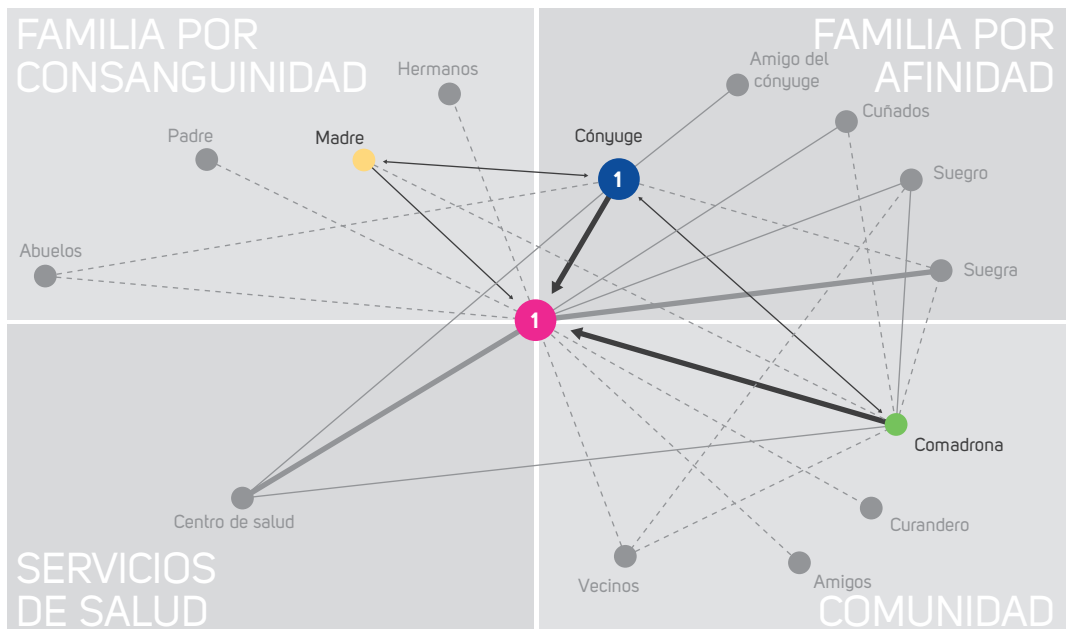 FAMILIA POR
CONSANGUINIDAD
Hermanos
Padre
Madre
Abuelos
FAMILIA POR
AFINIDAD
Amigo del
cónyuge
Cuñados
Cónyuge
1
Suegro
Suegra
1
Comadrona
Centro de salud
Curandero
Vecinos
Amigos
SERVICIOS
DE SALUD
COMUNIDAD